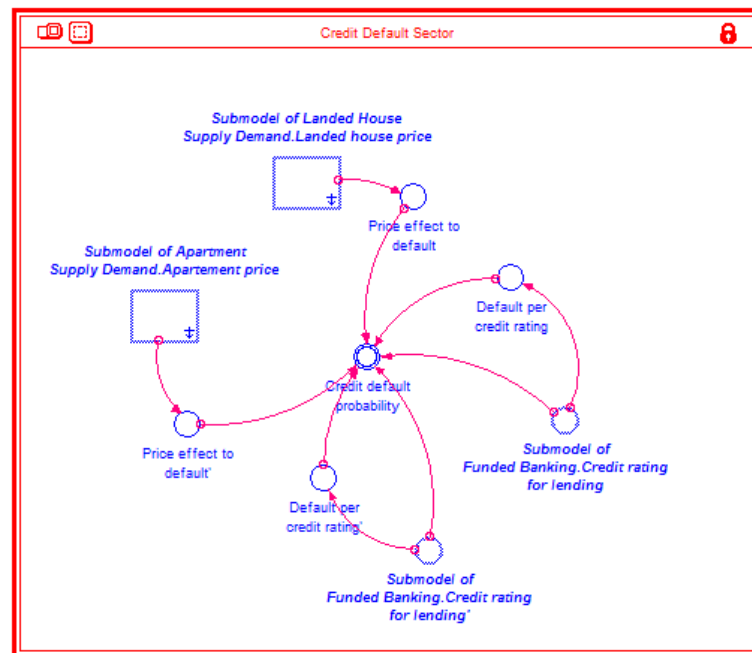 Credit Default Sector
Submodel of Landed House
Supply Demand.Landed house price
Price effect to
default
Submodel of Apartment
Supply Demand.Apartement price
Default per
credit rating
Credit default
probability
Price effect to
default'
Submodel of
Funded Banking.Credit rating
for lending
Default per
credit rating'
Submodel of
Funded Banking.Credit rating
for lending'